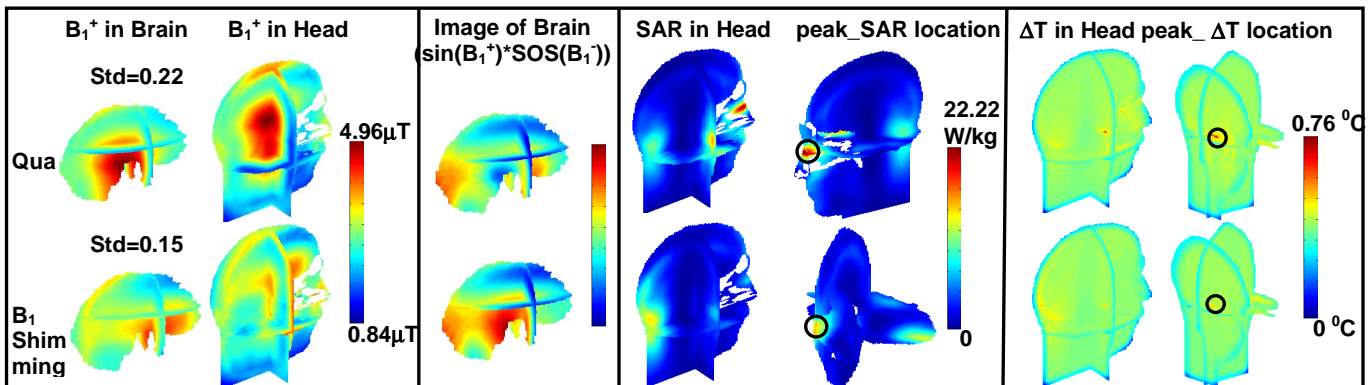 B₁⁺ in Brain
B₁⁺ in Head
Std=0.22
Qua
4.96μT
Std=0.15
B₁
Shim
ming
0.84μT
Image of Brain
(sin(B₁⁺)*SOS(B₁⁻))
SAR in Head
peak_SAR location
22.22
W/kg
0
ΔT in Head peak_ ΔT location
0.76 ⁰C
0 ⁰C